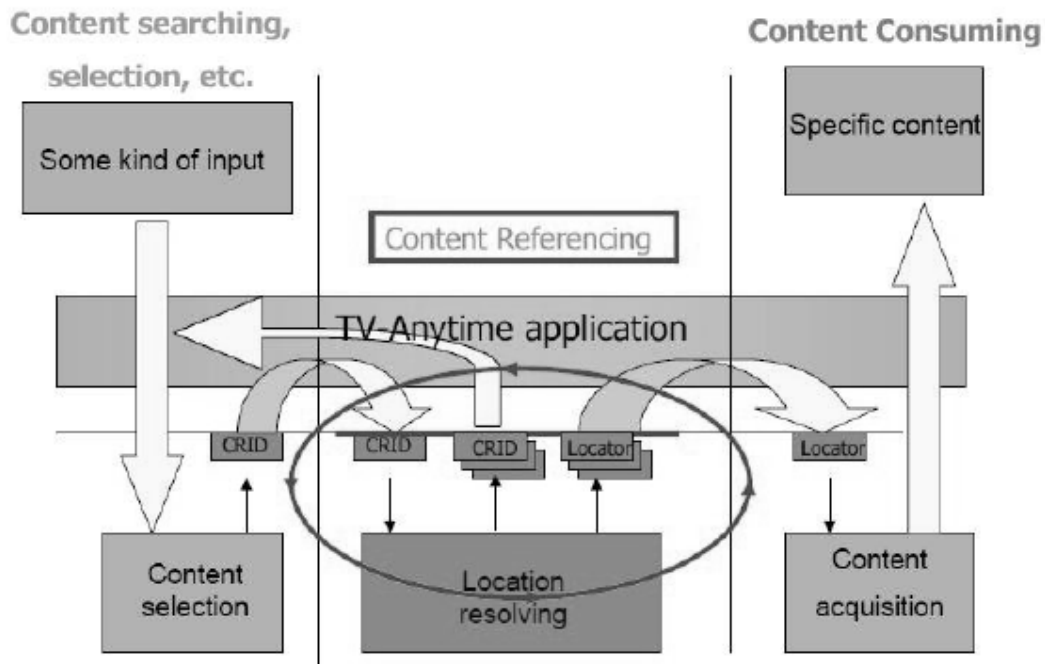 Content searching,
selection, etc.
Content Consuming
Some kind of input
Specific content
Content Referencing
TV-Anytime application
CRID
CRID
CRID
Locator
Locator
Content
selection
Location
resolving
Content
acquisition